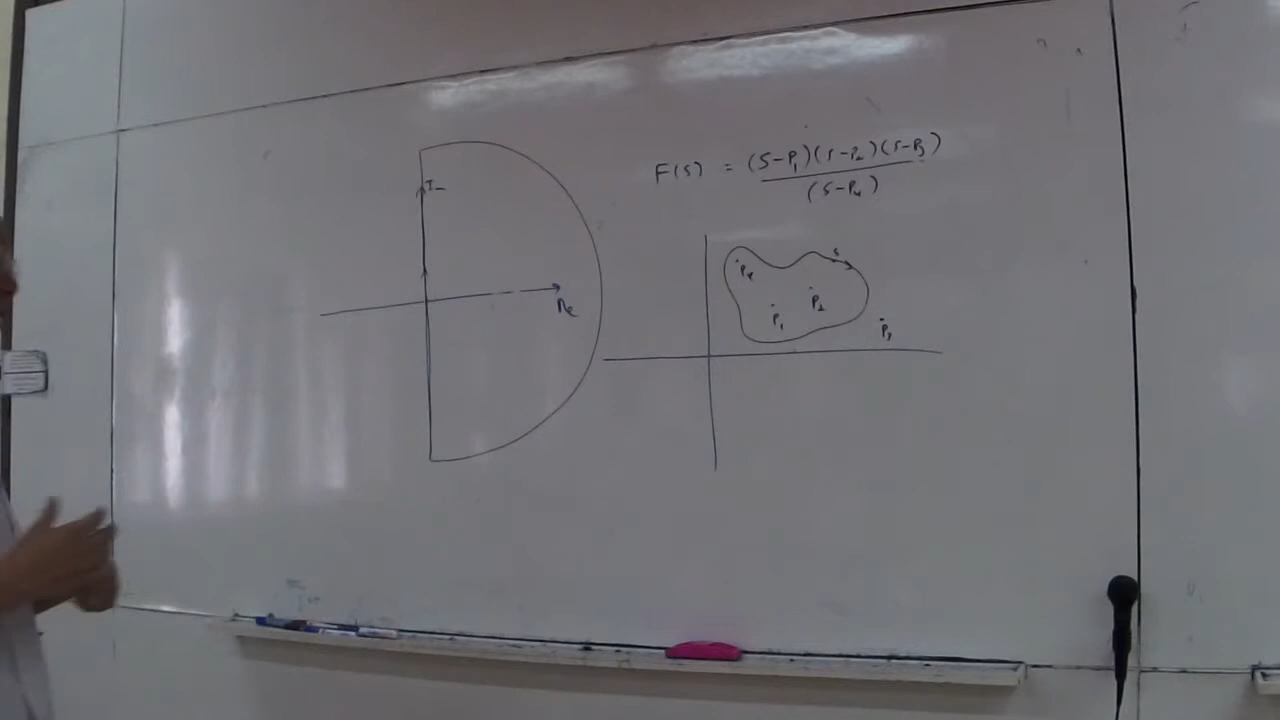 Im
Re
F(s) = (s-P₁)(s-P₂)(s-P₃)
(s-P₄)
s
P₄
P₁
P₂
P₃